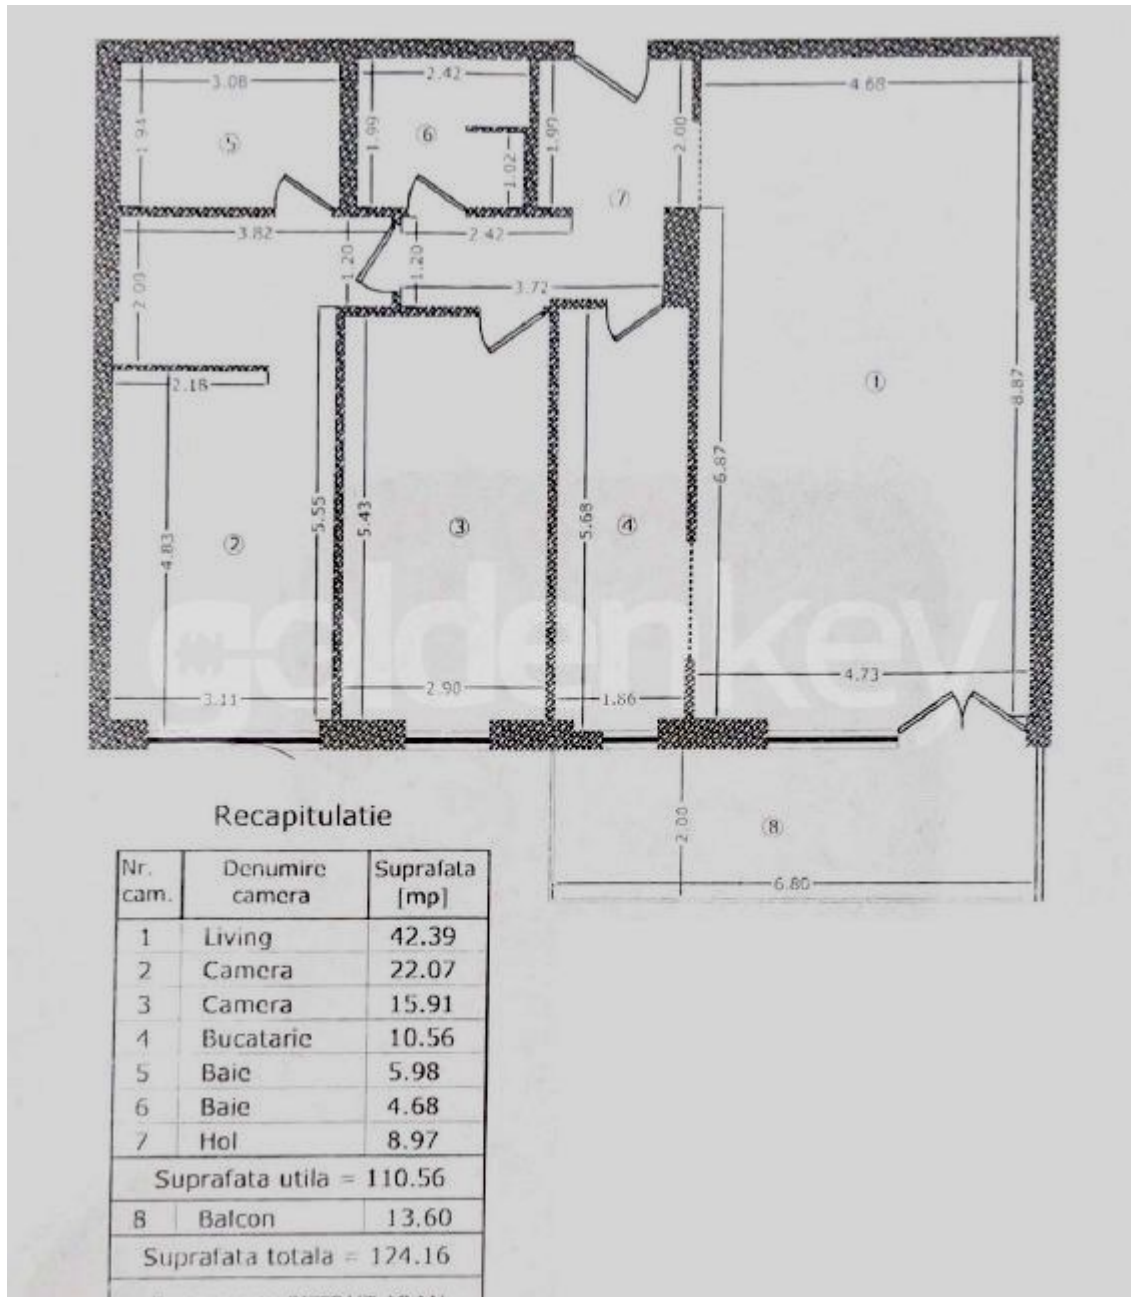 3.08
2.42
4.68
1.94
1.99
1.99
2.00
1.02
5
6
7
3.82
2.42
2.00
1.20
1.20
3.72
2.18
1
8.87
6.87
5.55
5.43
5.68
4.83
2
3
4
goldenkey
3.11
2.90
1.86
4.73
2.00
8
6.80
Recapitulatie
Nr. cam. Denumire camera Suprafata [mp]
1 Living 42.39
2 Camera 22.07
3 Camera 15.91
4 Bucatarie 10.56
5 Baie 5.98
6 Baie 4.68
7 Hol 8.97
Suprafata utila = 110.56
8 Balcon 13.60
Suprafata totala = 124.16